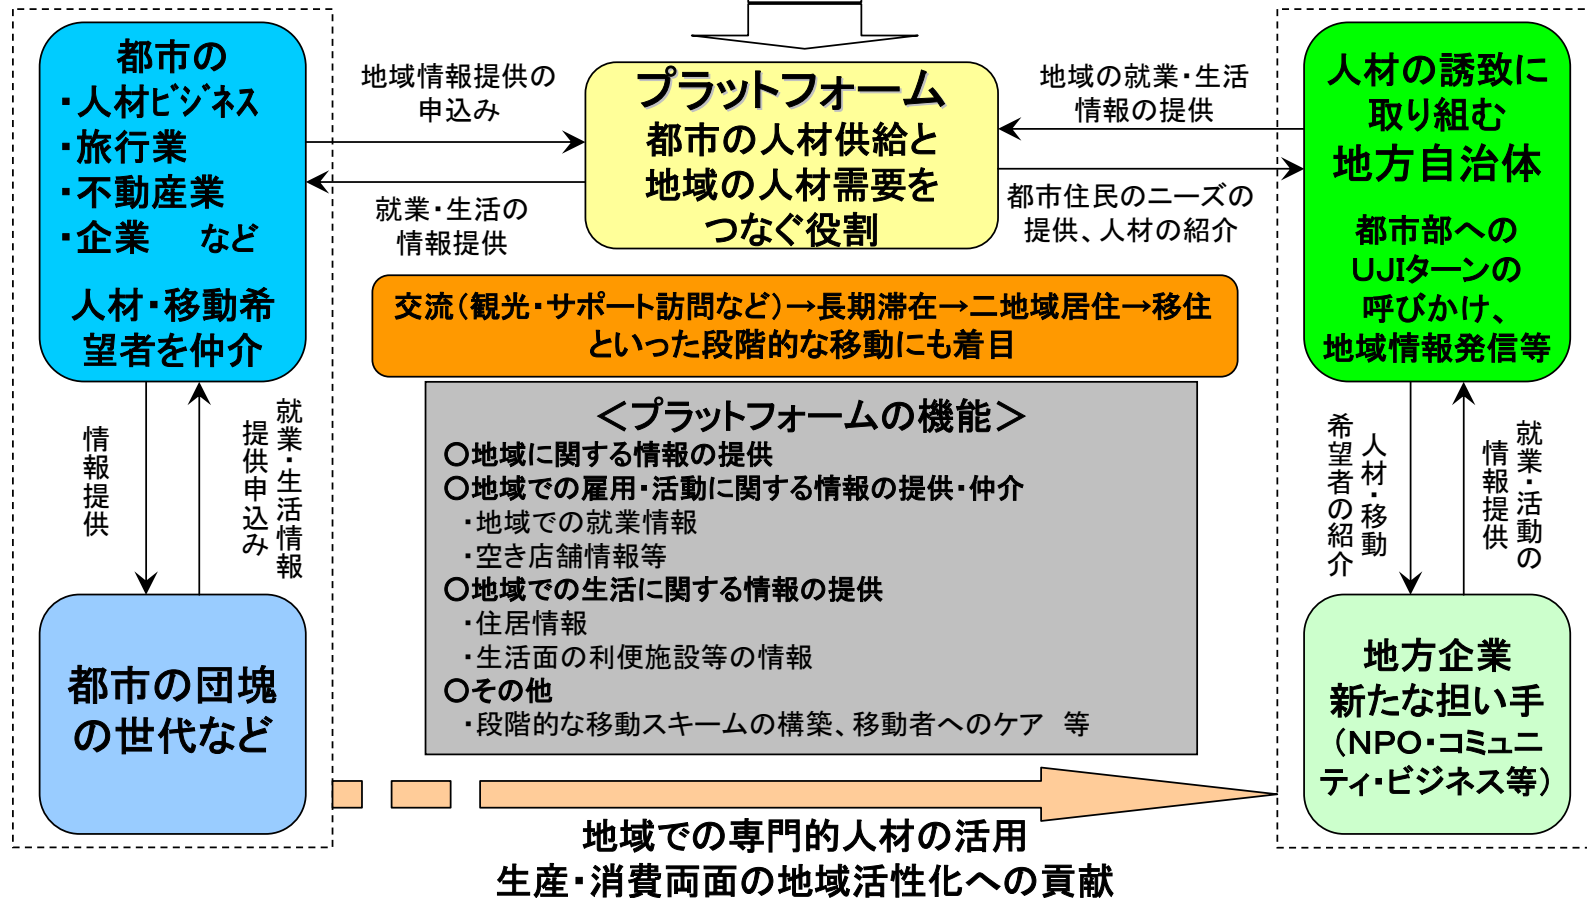 都市の
・人材ビジネス
・旅行業
・不動産業
・企業　など
人材・移動希
望者を仲介
地域情報提供の
申込み
就業・生活の
情報提供
プラットフォーム
都市の人材供給と
地域の人材需要を
つなぐ役割
地域の就業・生活
情報の提供
都市住民のニーズの
提供、人材の紹介
人材の誘致に
取り組む
地方自治体
都市部への
UJIターンの
呼びかけ、
地域情報発信等
交流(観光・サポート訪問など)→長期滞在→二地域居住→移住
といった段階的な移動にも着目
＜プラットフォームの機能＞
○地域に関する情報の提供
○地域での雇用・活動に関する情報の提供・仲介
・地域での就業情報
・空き店舗情報等
○地域での生活に関する情報の提供
・住居情報
・生活面の利便施設等の情報
○その他
・段階的な移動スキームの構築、移動者へのケア　等
情報提供
就業・生活情報
提供申込み
人材・移動
希望者の紹介
就業・活動の
情報提供
都市の団塊
の世代など
地方企業
新たな担い手
（NPO・コミュニ
ティ・ビジネス等）
地域での専門的人材の活用
生産・消費両面の地域活性化への貢献